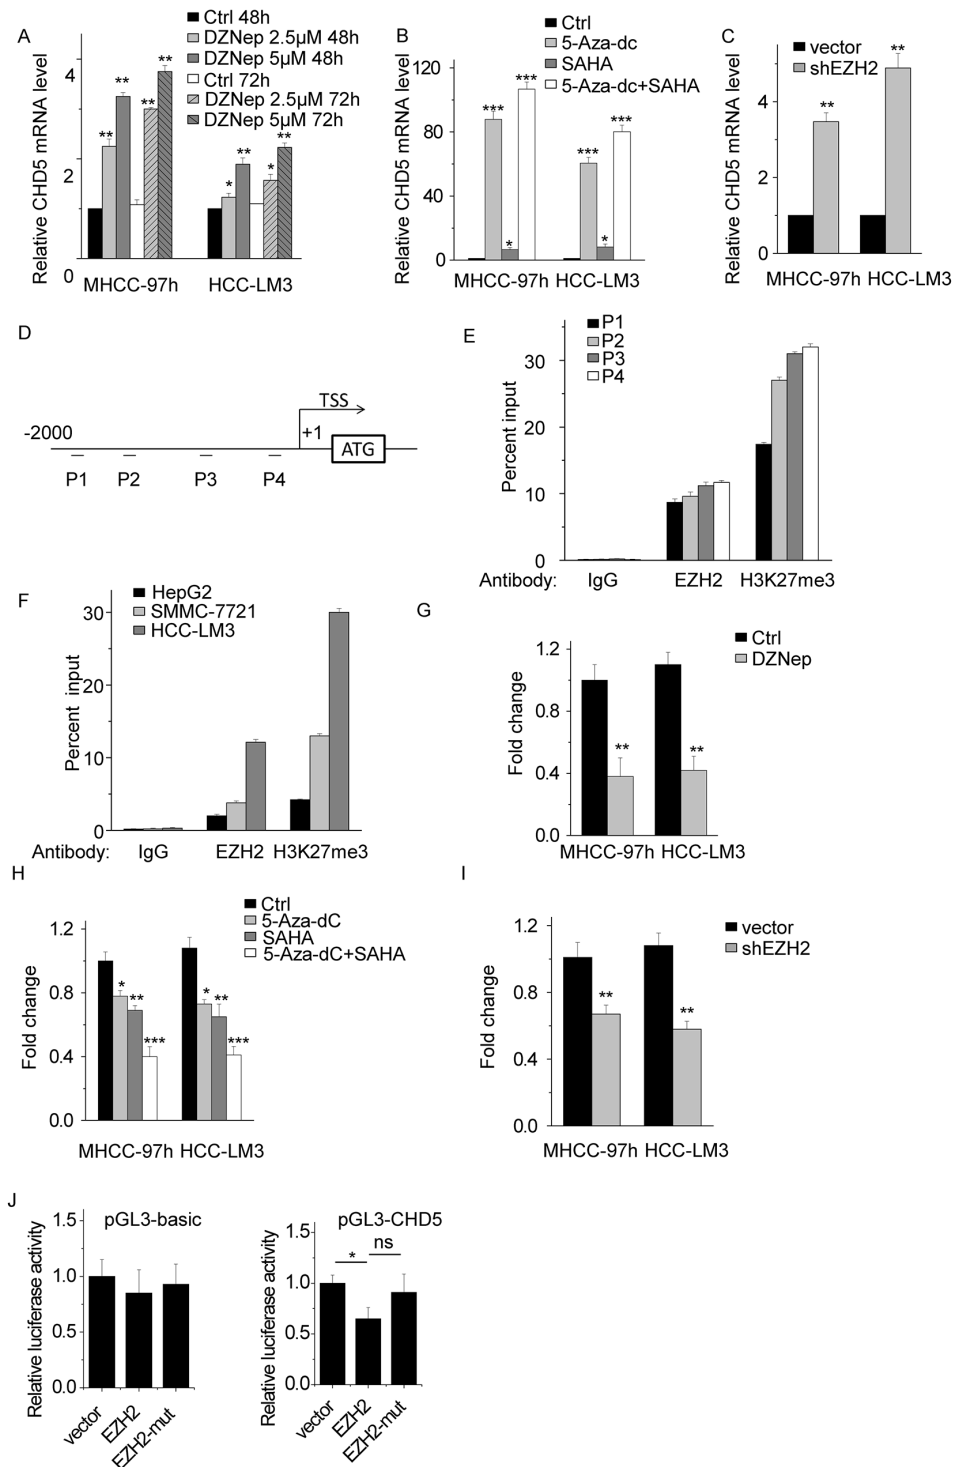 A
Ctrl 48h
DZNep 2.5µM 48h
DZNep 5µM 48h
Ctrl 72h
DZNep 2.5µM 72h
DZNep 5µM 72h
Relative CHD5 mRNA level
4
2
0
** ** ** ** * ** * **
MHCC-97h HCC-LM3
B
Ctrl
5-Aza-dc
SAHA
5-Aza-dc+SAHA
Relative CHD5 mRNA level
120
80
40
0
*** * *** *** * ***
MHCC-97h HCC-LM3
C
vector
shEZH2
Relative CHD5 mRNA level
6
4
2
0
** **
MHCC-97h HCC-LM3
D
TSS
-2000
+1
ATG
P1 P2 P3 P4
E
P1
P2
P3
P4
Percent input
30
20
10
0
Antibody: IgG EZH2 H3K27me3
F
HepG2
SMMC-7721
HCC-LM3
Percent input
30
30
10
0
Antibody: IgG EZH2 H3K27me3
G
Ctrl
DZNep
Fold change
1.2
0.8
0.4
0.0
** **
MHCC-97h HCC-LM3
H
Ctrl
5-Aza-dC
SAHA
5-Aza-dC+SAHA
Fold change
1.2
0.8
0.4
0.0
* ** *** * ** ***
MHCC-97h HCC-LM3
I
vector
shEZH2
Fold change
1.2
0.8
0.4
0.0
** **
MHCC-97h HCC-LM3
J
pGL3-basic
Relative luciferase activity
1.5
1.0
0.5
0.0
vector
EZH2
EZH2-mut
pGL3-CHD5
Relative luciferase activity
1.5
1.0
0.5
0.0
* ns
vector
EZH2
EZH2-mut